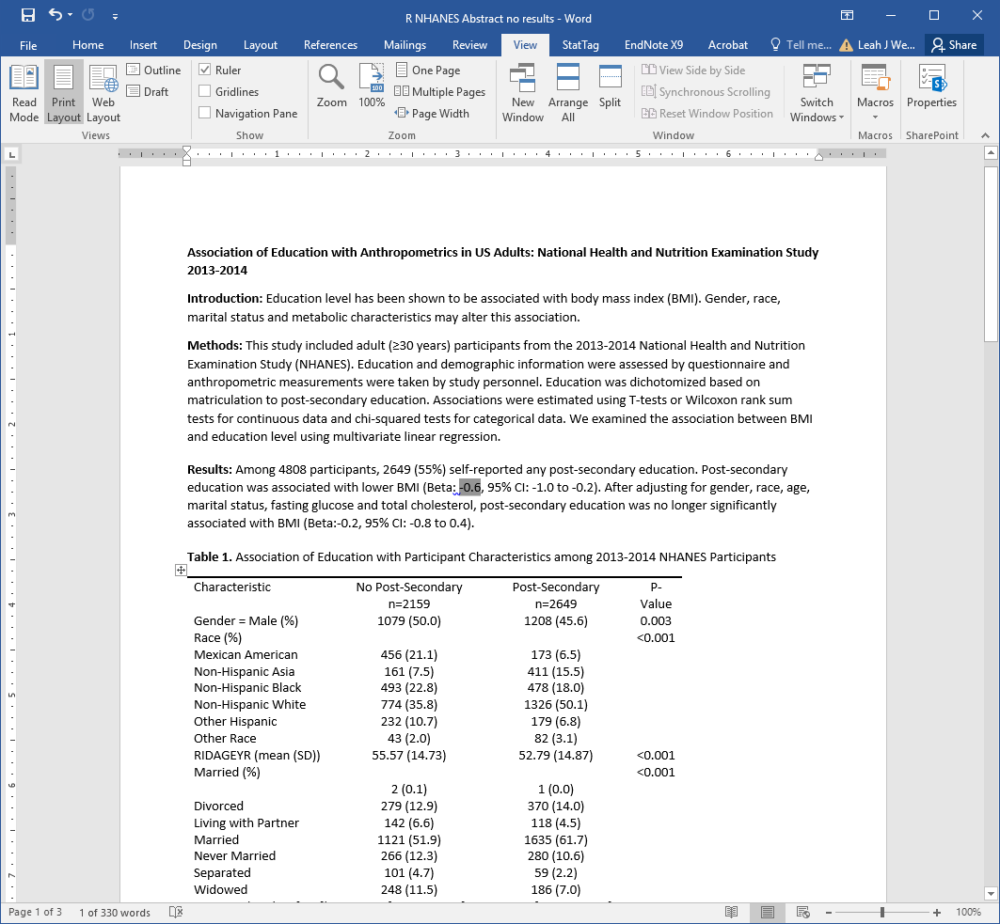 R NHANES Abstract no results - Word
File Home Insert Design Layout References Mailings Review View StatTag EndNote X9 Acrobat Tell me... Leah J We... Share
Read Mode
Print Layout
Web Layout
Outline
Draft
Views
Ruler
Gridlines
Navigation Pane
Show
Zoom
100
100%
One Page
Multiple Pages
Page Width
Zoom
New Window
Arrange All
Split
View Side by Side
Synchronous Scrolling
Reset Window Position
Switch Windows
Window
Macros
Macros
Properties
SharePoint
L
1 2 3 4 5 6
Association of Education with Anthropometrics in US Adults: National Health and Nutrition Examination Study
2013-2014
Introduction: Education level has been shown to be associated with body mass index (BMI). Gender, race,
marital status and metabolic characteristics may alter this association.
Methods: This study included adult (≥30 years) participants from the 2013-2014 National Health and Nutrition
Examination Study (NHANES). Education and demographic information were assessed by questionnaire and
anthropometric measurements were taken by study personnel. Education was dichotomized based on
matriculation to post-secondary education. Associations were estimated using T-tests or Wilcoxon rank sum
tests for continuous data and chi-squared tests for categorical data. We examined the association between BMI
and education level using multivariate linear regression.
Results: Among 4808 participants, 2649 (55%) self-reported any post-secondary education. Post-secondary
education was associated with lower BMI (Beta: -0.6, 95% CI: -1.0 to -0.2). After adjusting for gender, race, age,
marital status, fasting glucose and total cholesterol, post-secondary education was no longer significantly
associated with BMI (Beta:-0.2, 95% CI: -0.8 to 0.4).
Table 1. Association of Education with Participant Characteristics among 2013-2014 NHANES Participants
Characteristic No Post-Secondary Post-Secondary P-
n=2159 n=2649 Value
Gender = Male (%) 1079 (50.0) 1208 (45.6) 0.003
Race (%) <0.001
Mexican American 456 (21.1) 173 (6.5)
Non-Hispanic Asia 161 (7.5) 411 (15.5)
Non-Hispanic Black 493 (22.8) 478 (18.0)
Non-Hispanic White 774 (35.8) 1326 (50.1)
Other Hispanic 232 (10.7) 179 (6.8)
Other Race 43 (2.0) 82 (3.1)
RIDAGEYR (mean (SD)) 55.57 (14.73) 52.79 (14.87) <0.001
Married (%) <0.001
2 (0.1) 1 (0.0)
Divorced 279 (12.9) 370 (14.0)
Living with Partner 142 (6.6) 118 (4.5)
Married 1121 (51.9) 1635 (61.7)
Never Married 266 (12.3) 280 (10.6)
Separated 101 (4.7) 59 (2.2)
Widowed 248 (11.5) 186 (7.0)
1
2
3
4
5
6
7
Page 1 of 3 1 of 330 words 100%